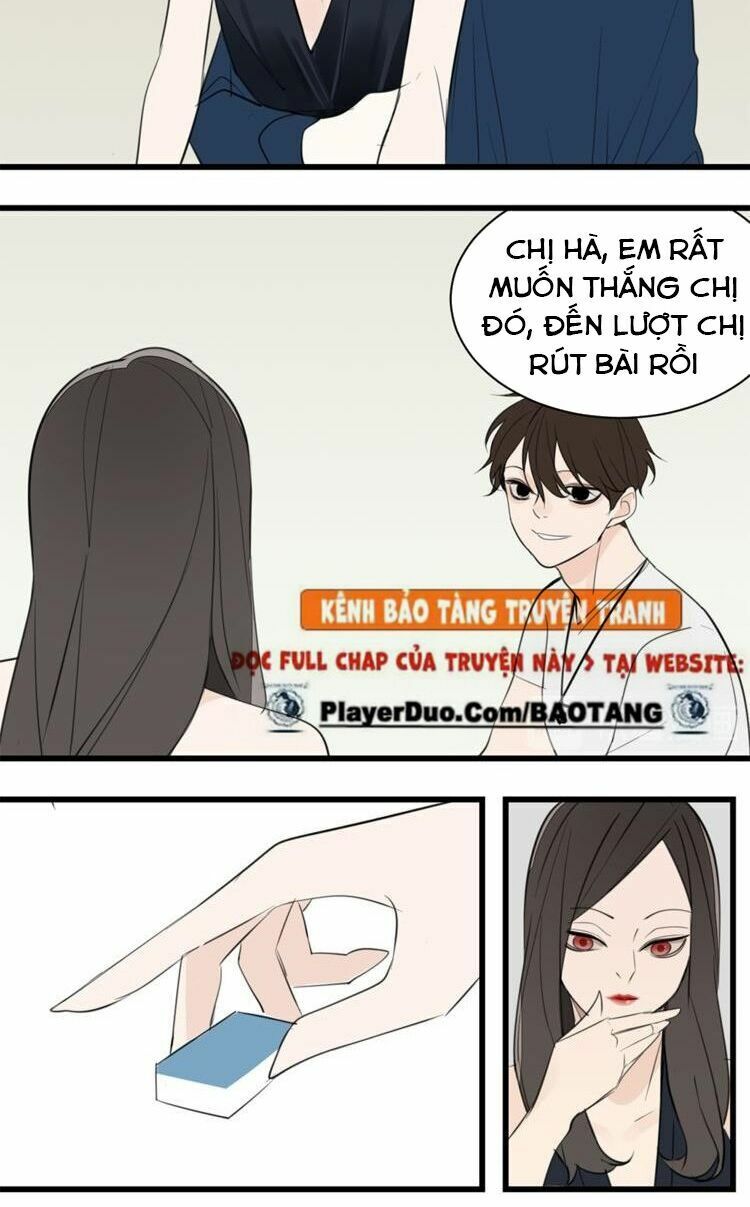 CHỊ HÀ, EM RẤT
MUỐN THẮNG CHỊ
ĐÓ, ĐẾN LƯỢT CHỊ
RÚT BÀI RỒI
KÊNH BẢO TÀNG TRUYỆN TRANH
ĐỌC FULL CHAP CỦA TRUYỆN NÀY > TẠI WEBSITE:
PlayerDuo.Com/BAOTANG